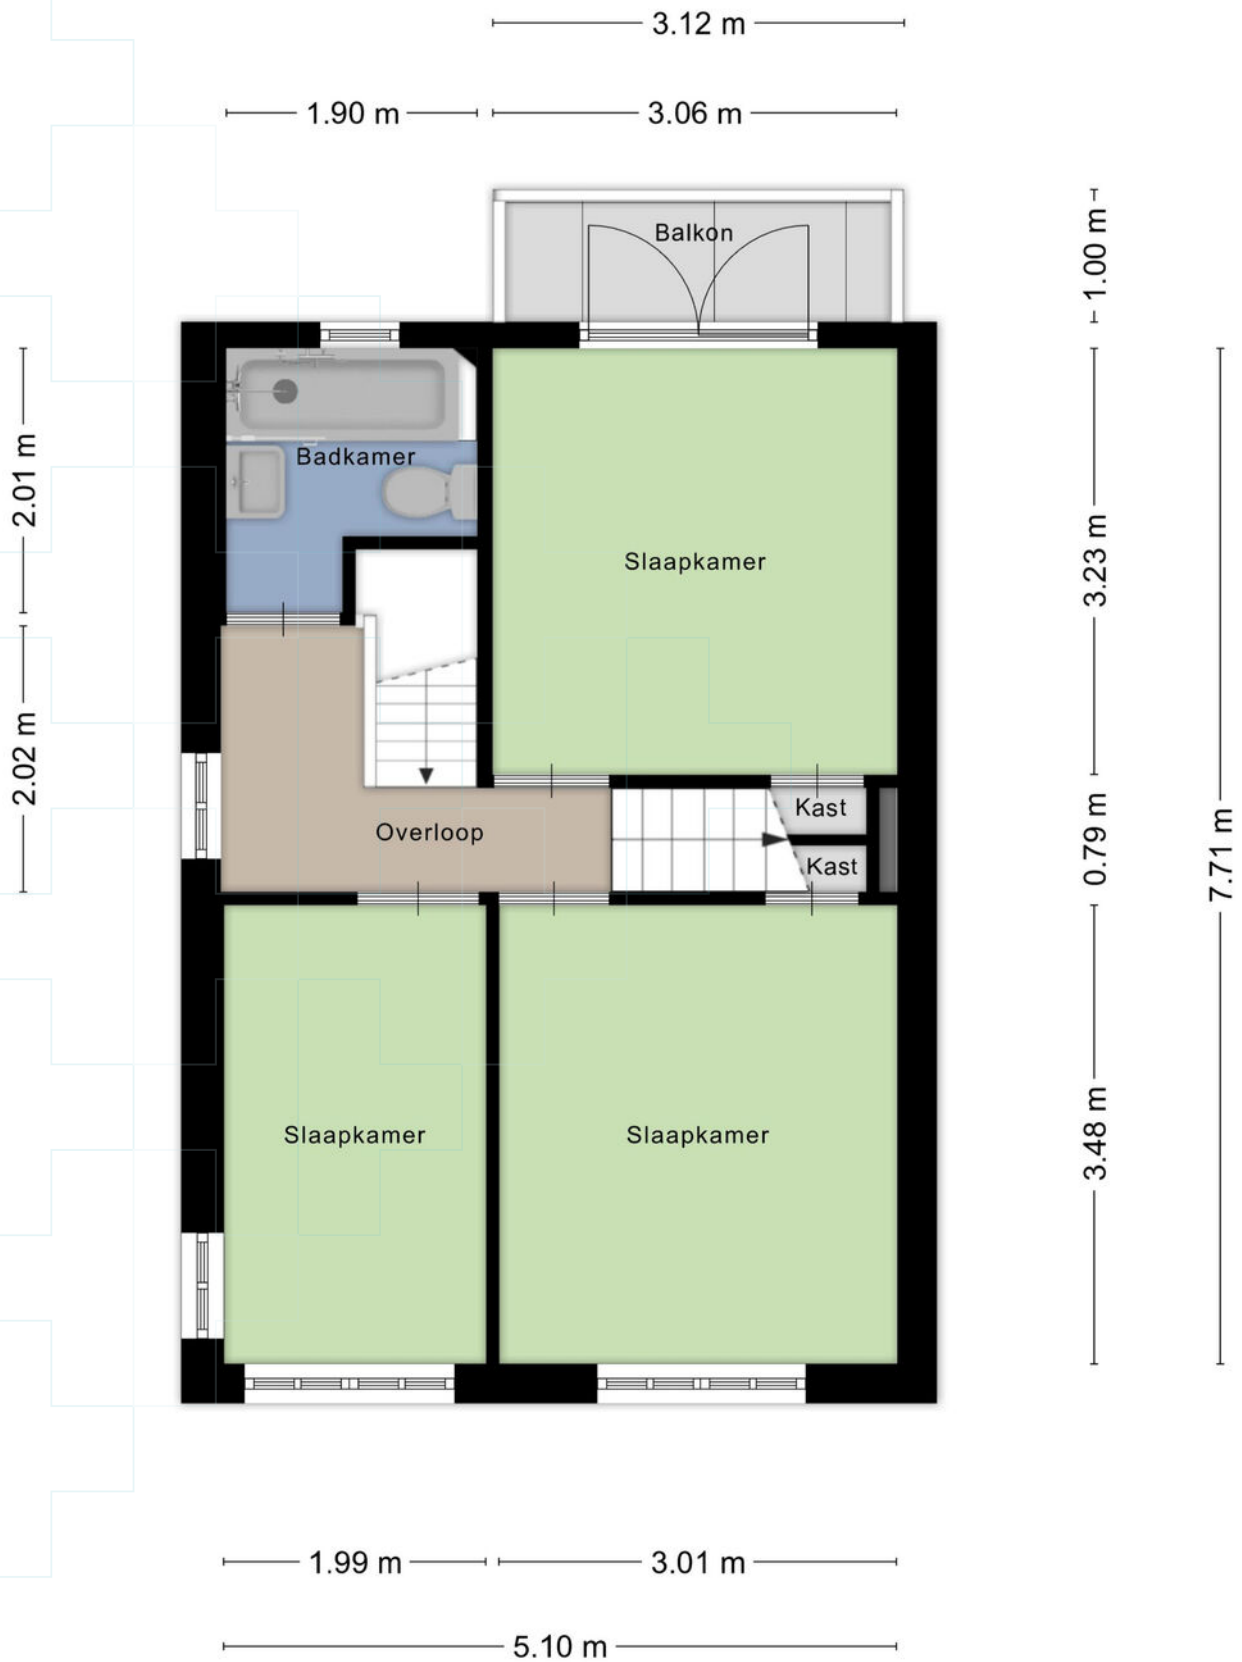 3.12 m
1.90 m
3.06 m
Balkon
1.00 m
Badkamer
2.01 m
Slaapkamer
3.23 m
2.02 m
Kast
Overloop
Kast
0.79 m
7.71 m
Slaapkamer
Slaapkamer
3.48 m
1.99 m
3.01 m
5.10 m